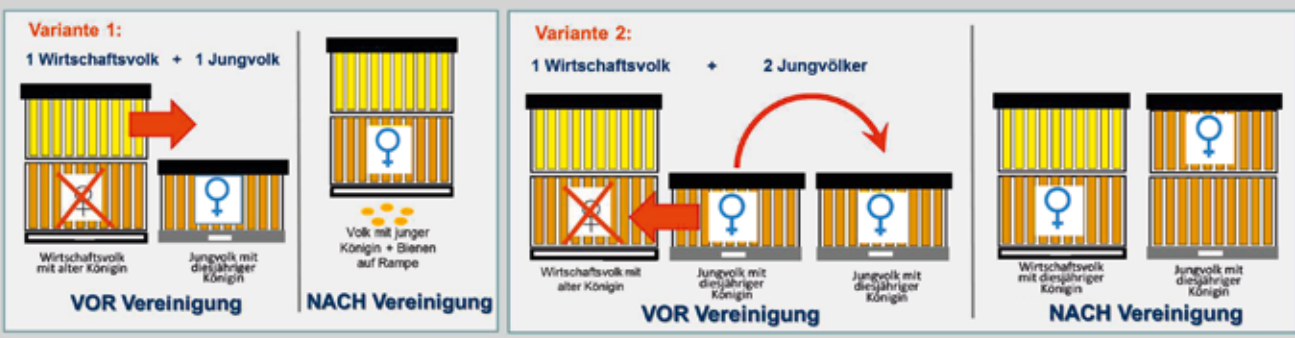 Variante 1:
1 Wirtschaftsvolk + 1 Jungvolk
Wirtschaftsvolk
mit alter Königin
Jungvolk mit
diesjähriger
Königin
VOR Vereinigung
Volk mit junger
Königin + Bienen
auf Rampe
NACH Vereinigung
Variante 2:
1 Wirtschaftsvolk + 2 Jungvölker
Wirtschaftsvolk mit
alter Königin
Jungvolk mit
diesjähriger
Königin
Jungvolk mit
diesjähriger
Königin
VOR Vereinigung
Wirtschaftsvolk
mit diesjähriger
Königin
Jungvolk mit
diesjähriger
Königin
NACH Vereinigung